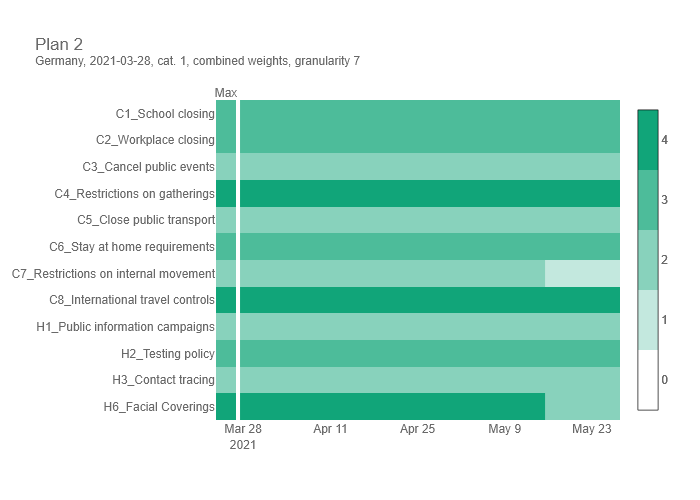 Plan 2
Germany, 2021-03-28, cat. 1, combined weights, granularity 7
Max
C1_School closing
C2_Workplace closing
C3_Cancel public events
C4_Restrictions on gatherings
C5_Close public transport
C6_Stay at home requirements
C7_Restrictions on internal movement
C8_International travel controls
H1_Public information campaigns
H2_Testing policy
H3_Contact tracing
H6_Facial Coverings
Mar 28 Apr 11 Apr 25 May 9 May 23
2021
4
3
2
1
0